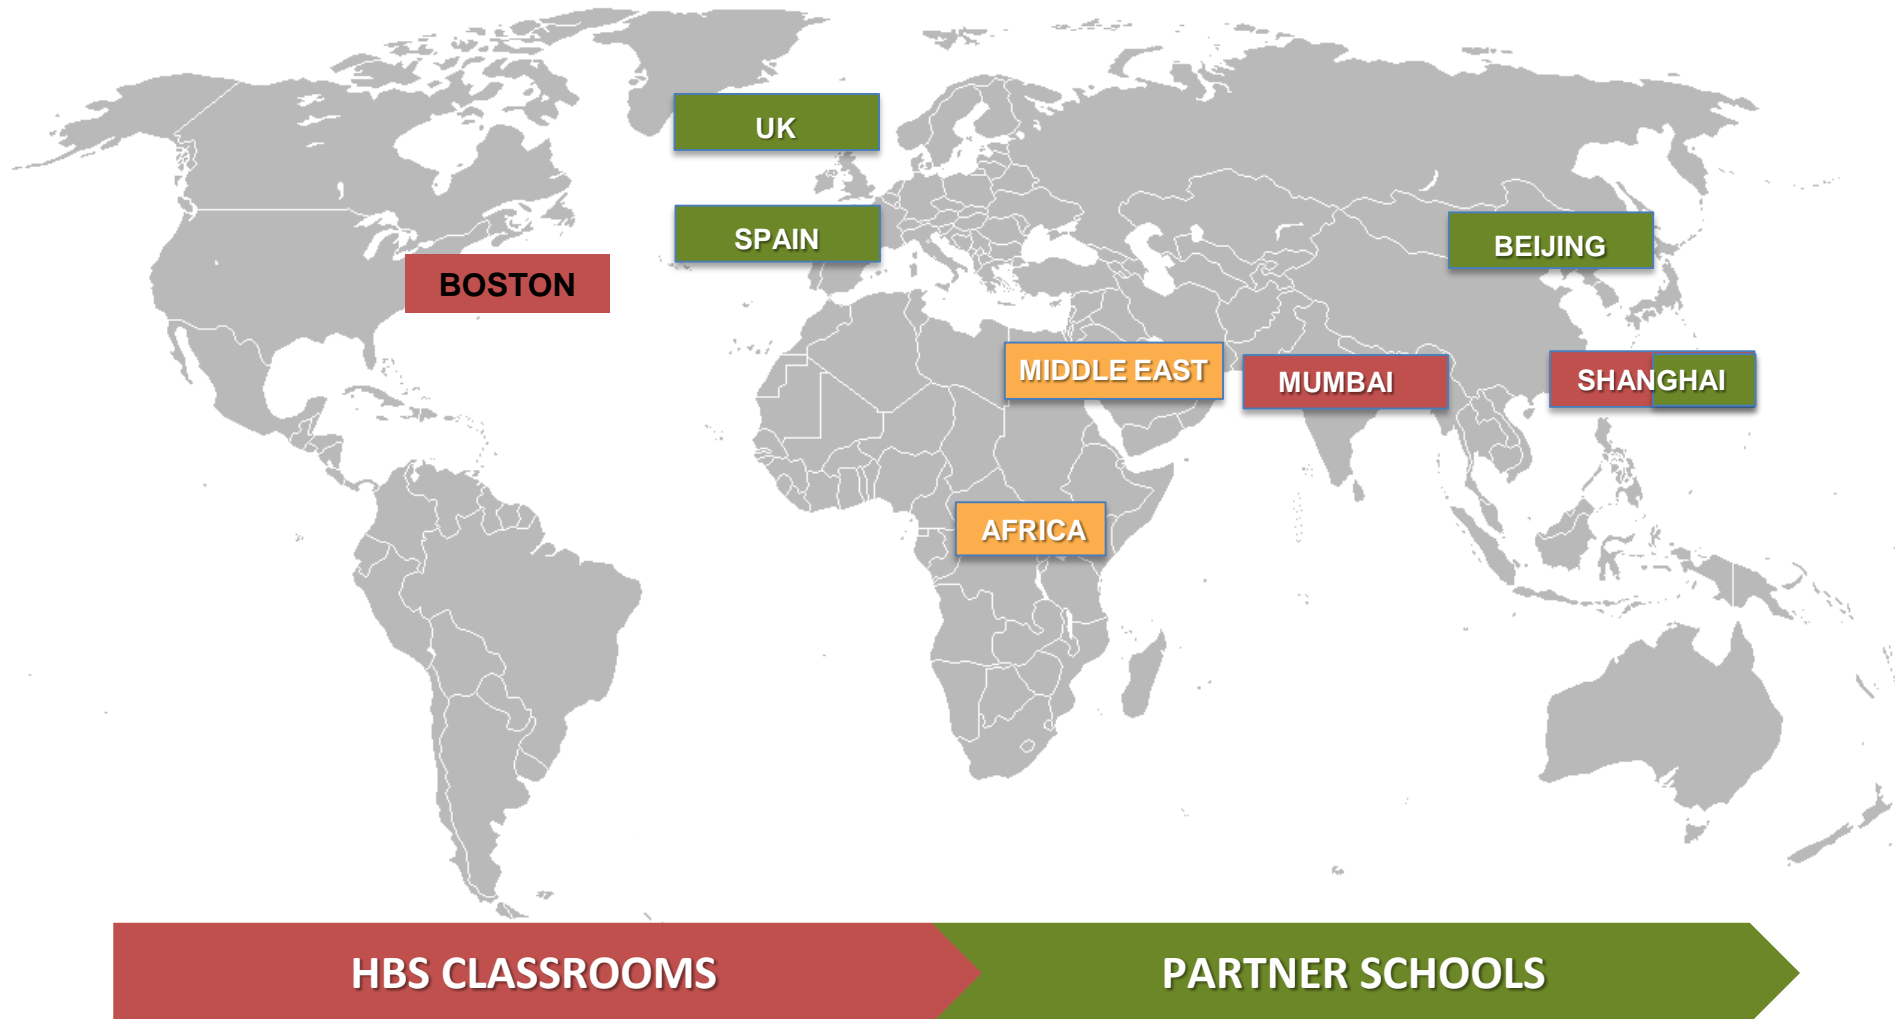 UK
SPAIN
BEIJING
BOSTON
MIDDLE EAST
MUMBAI
SHANGHAI
AFRICA
HBS CLASSROOMS
PARTNER SCHOOLS